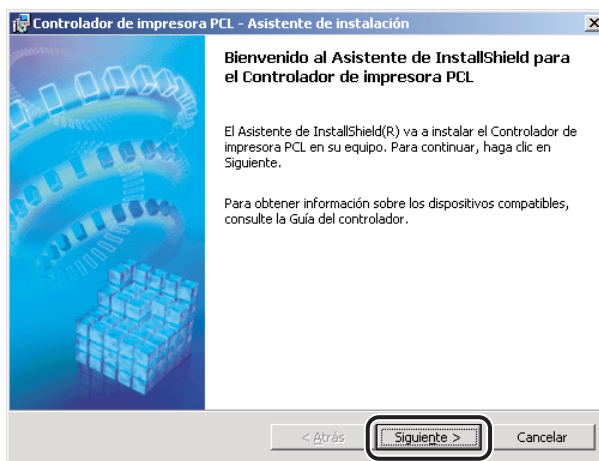 Controlador de impresora PCL - Asistente de instalación
Bienvenido al Asistente de InstallShield para
el Controlador de impresora PCL
El Asistente de InstallShield(R) va a instalar el Controlador de
impresora PCL en su equipo. Para continuar, haga clic en
Siguiente.
Para obtener información sobre los dispositivos compatibles,
consulte la Guía del controlador.
< Atrás
Siguiente >
Cancelar